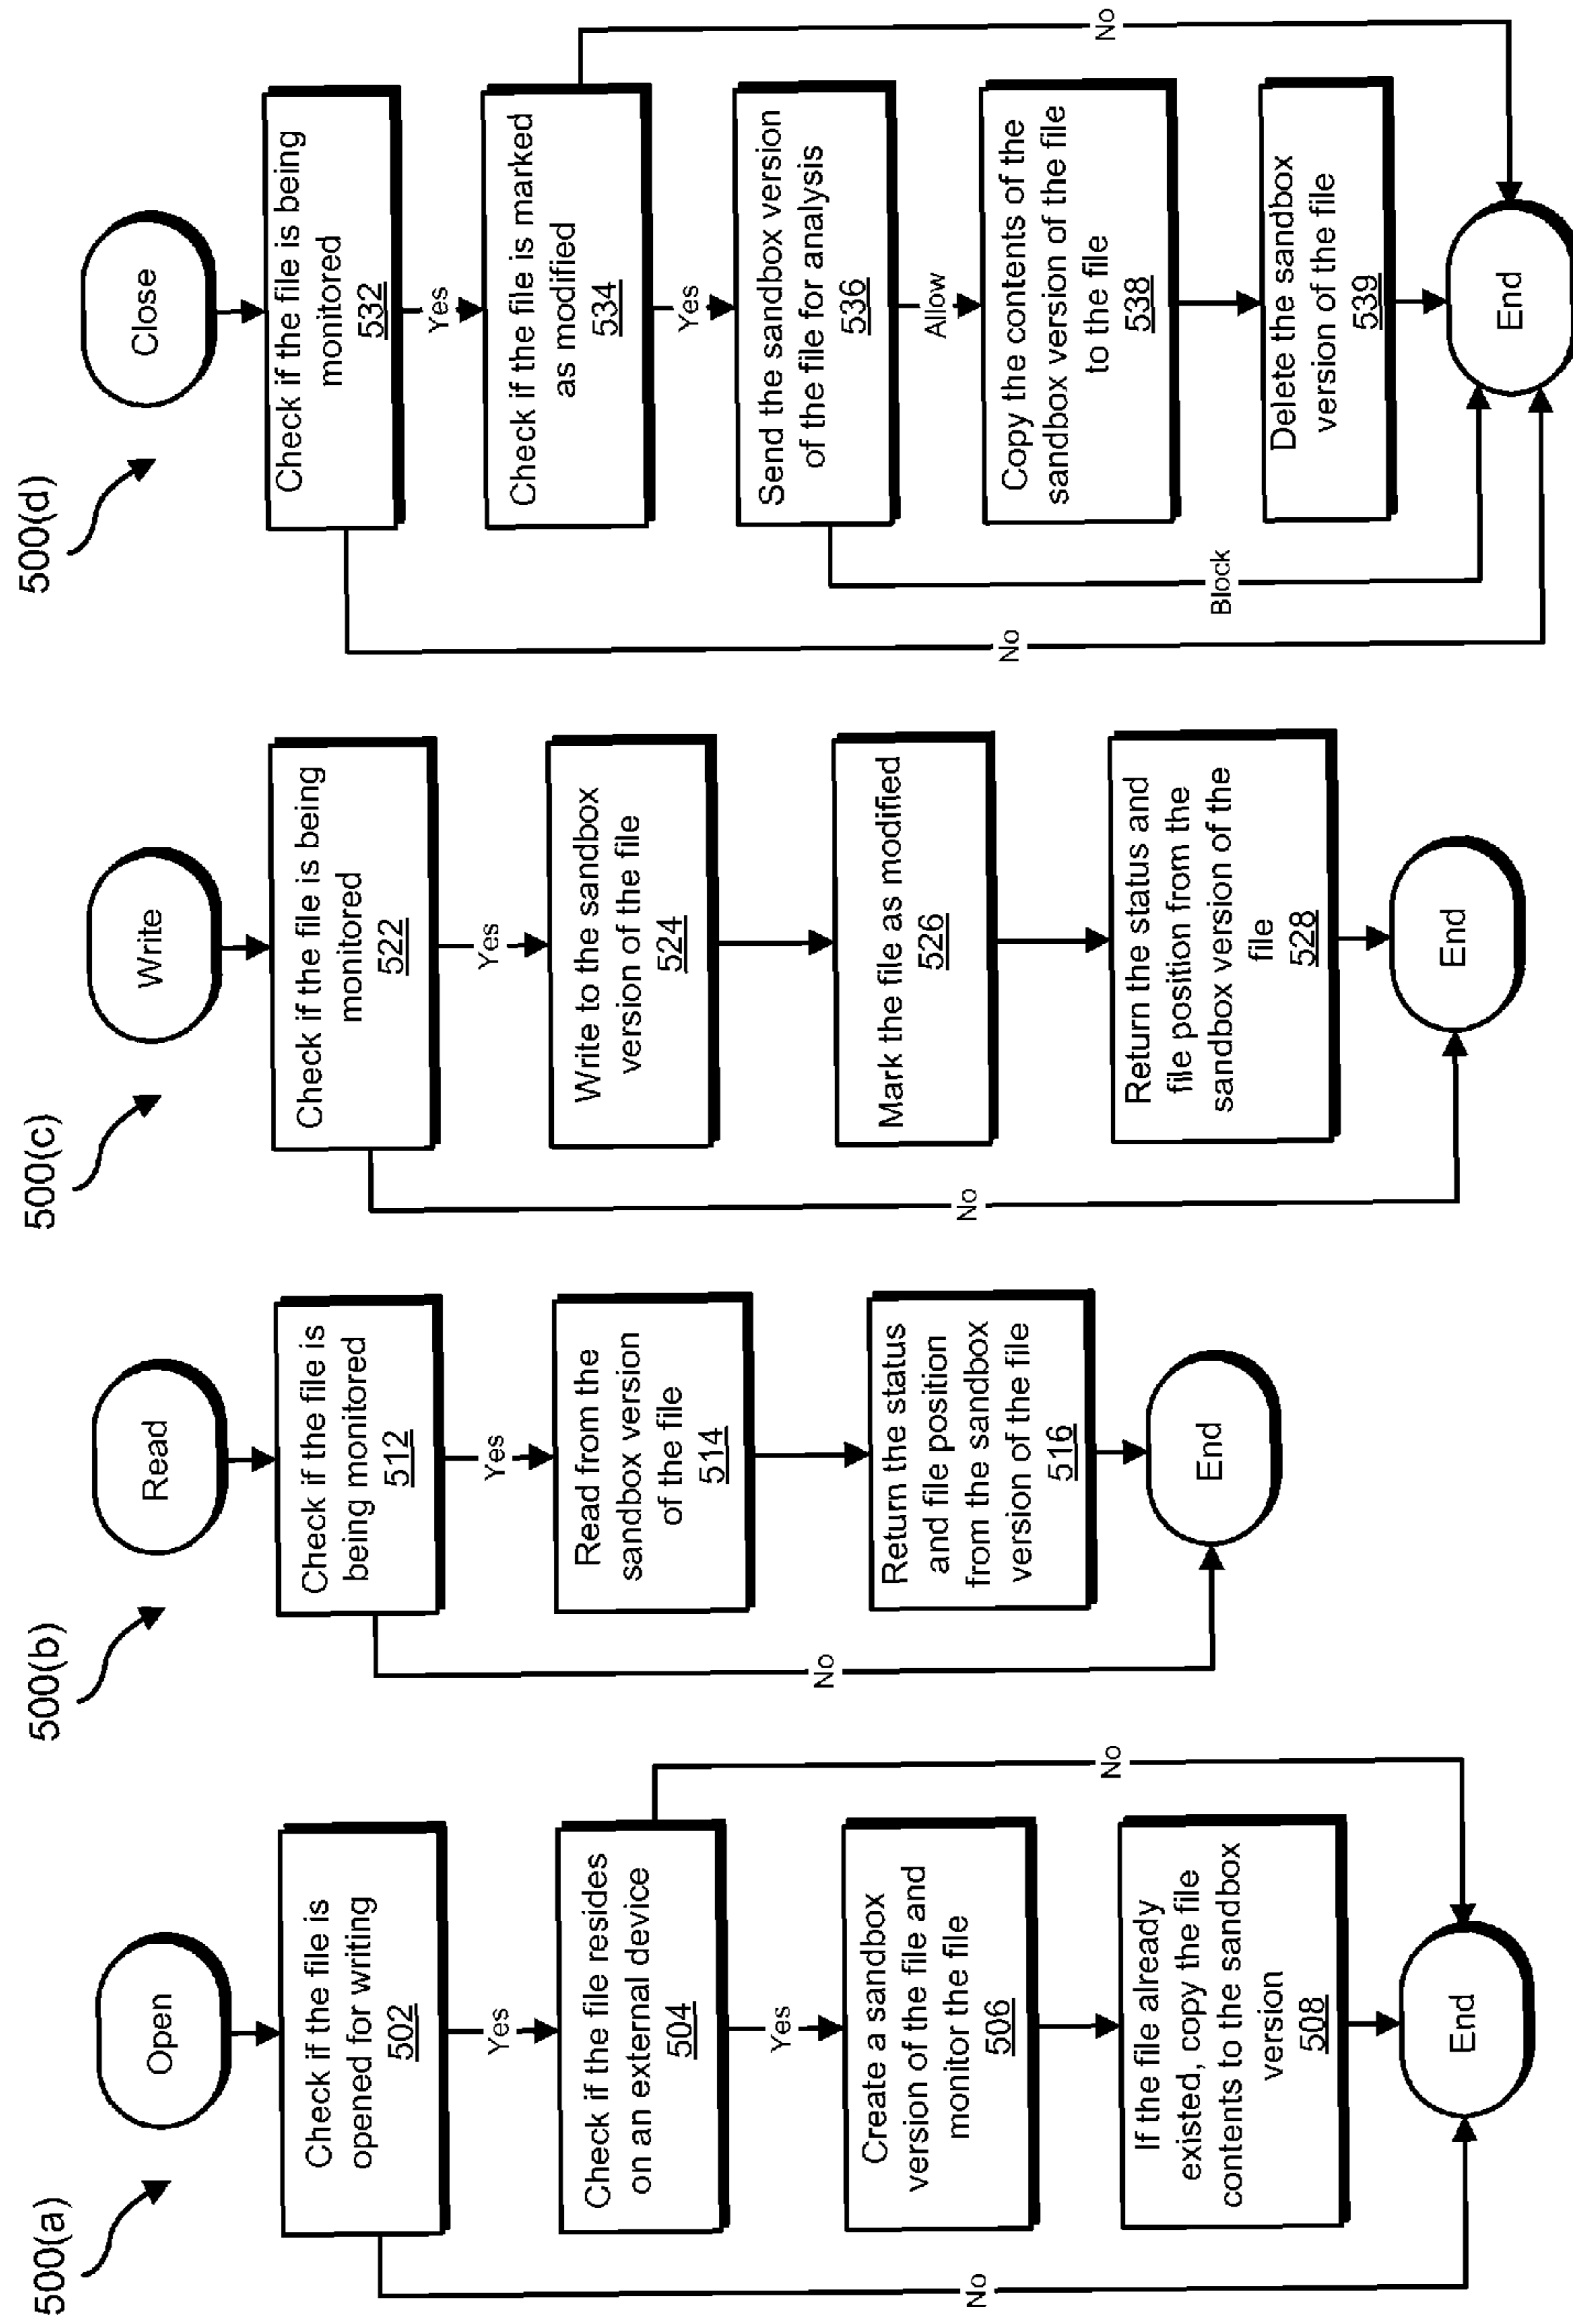 500(a)
Open
Check if the file is
opened for writing
502
Yes
Check if the file resides
on an external device
504
No
Yes
Create a sandbox
version of the file and
monitor the file
506
If the file already
existed, copy the file
contents to the sandbox
version
508
No
End
500(b)
Read
Check if the file is
being monitored
512
Yes
Read from the
sandbox version
of the file
514
No
Return the status
and file position
from the sandbox
version of the file
516
End
500(c)
Write
Check if the file is being
monitored
522
Yes
Write to the sandbox
version of the file
524
Mark the file as modified
526
No
Return the status and
file position from the
sandbox version of the
file
528
End
500(d)
Close
Check if the file is being
monitored
532
Yes
Check if the file is marked
as modified
534
Yes
Send the sandbox version
of the file for analysis
536
Allow
No
Copy the contents of the
sandbox version of the file
to the file
538
No
Block
Delete the sandbox
version of the file
539
End